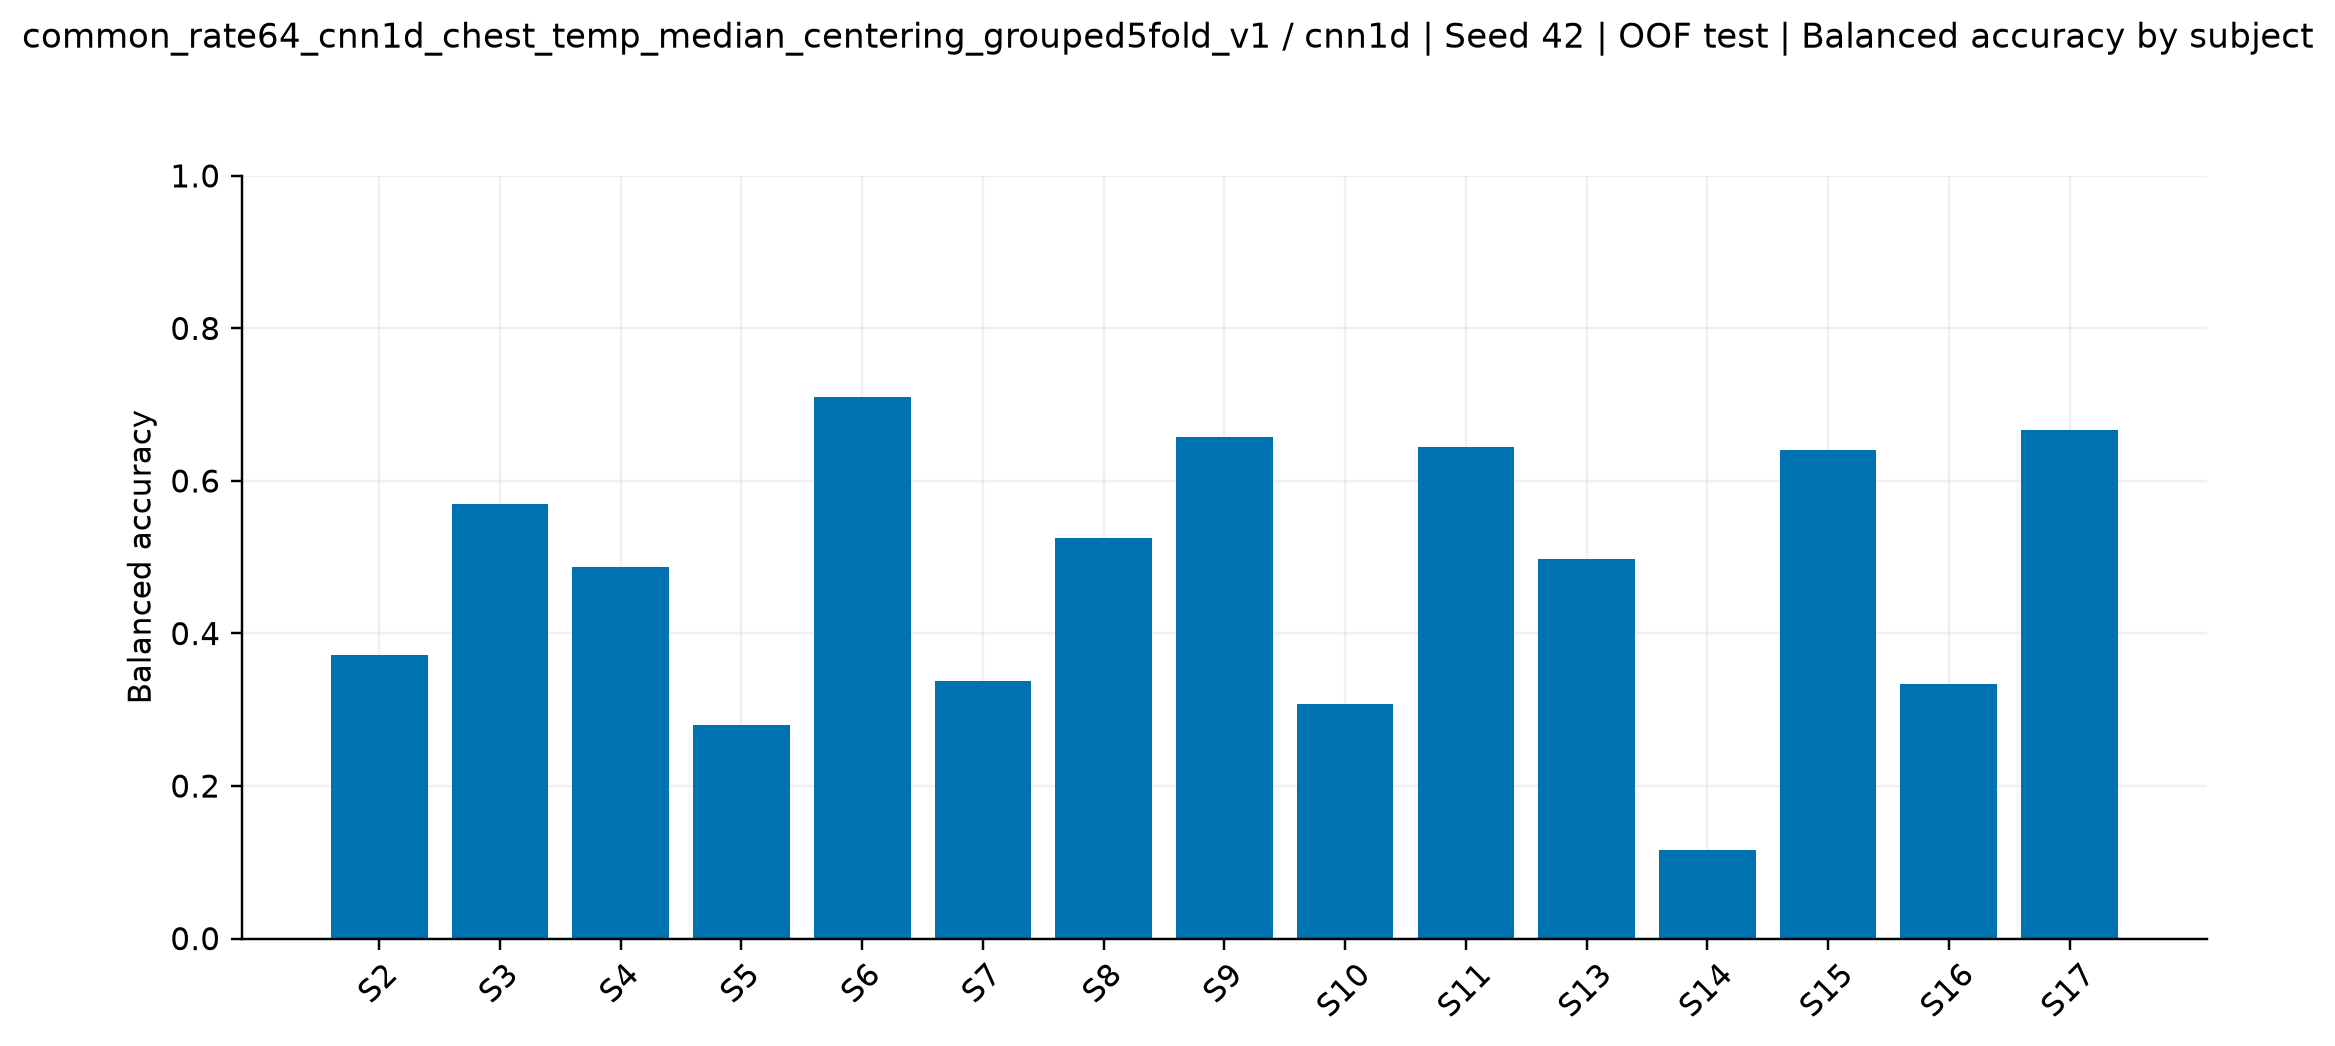 common_rate64_cnn1d_chest_temp_median_centering_grouped5fold_v1 / cnn1d | Seed 42 | OOF test | Balanced accuracy by subject
1.0
0.8
0.6
0.4
0.2
0.0
Balanced accuracy
S2
S3
S4
S5
S6
S7
S8
S9
S10
S11
S13
S14
S15
S16
S17